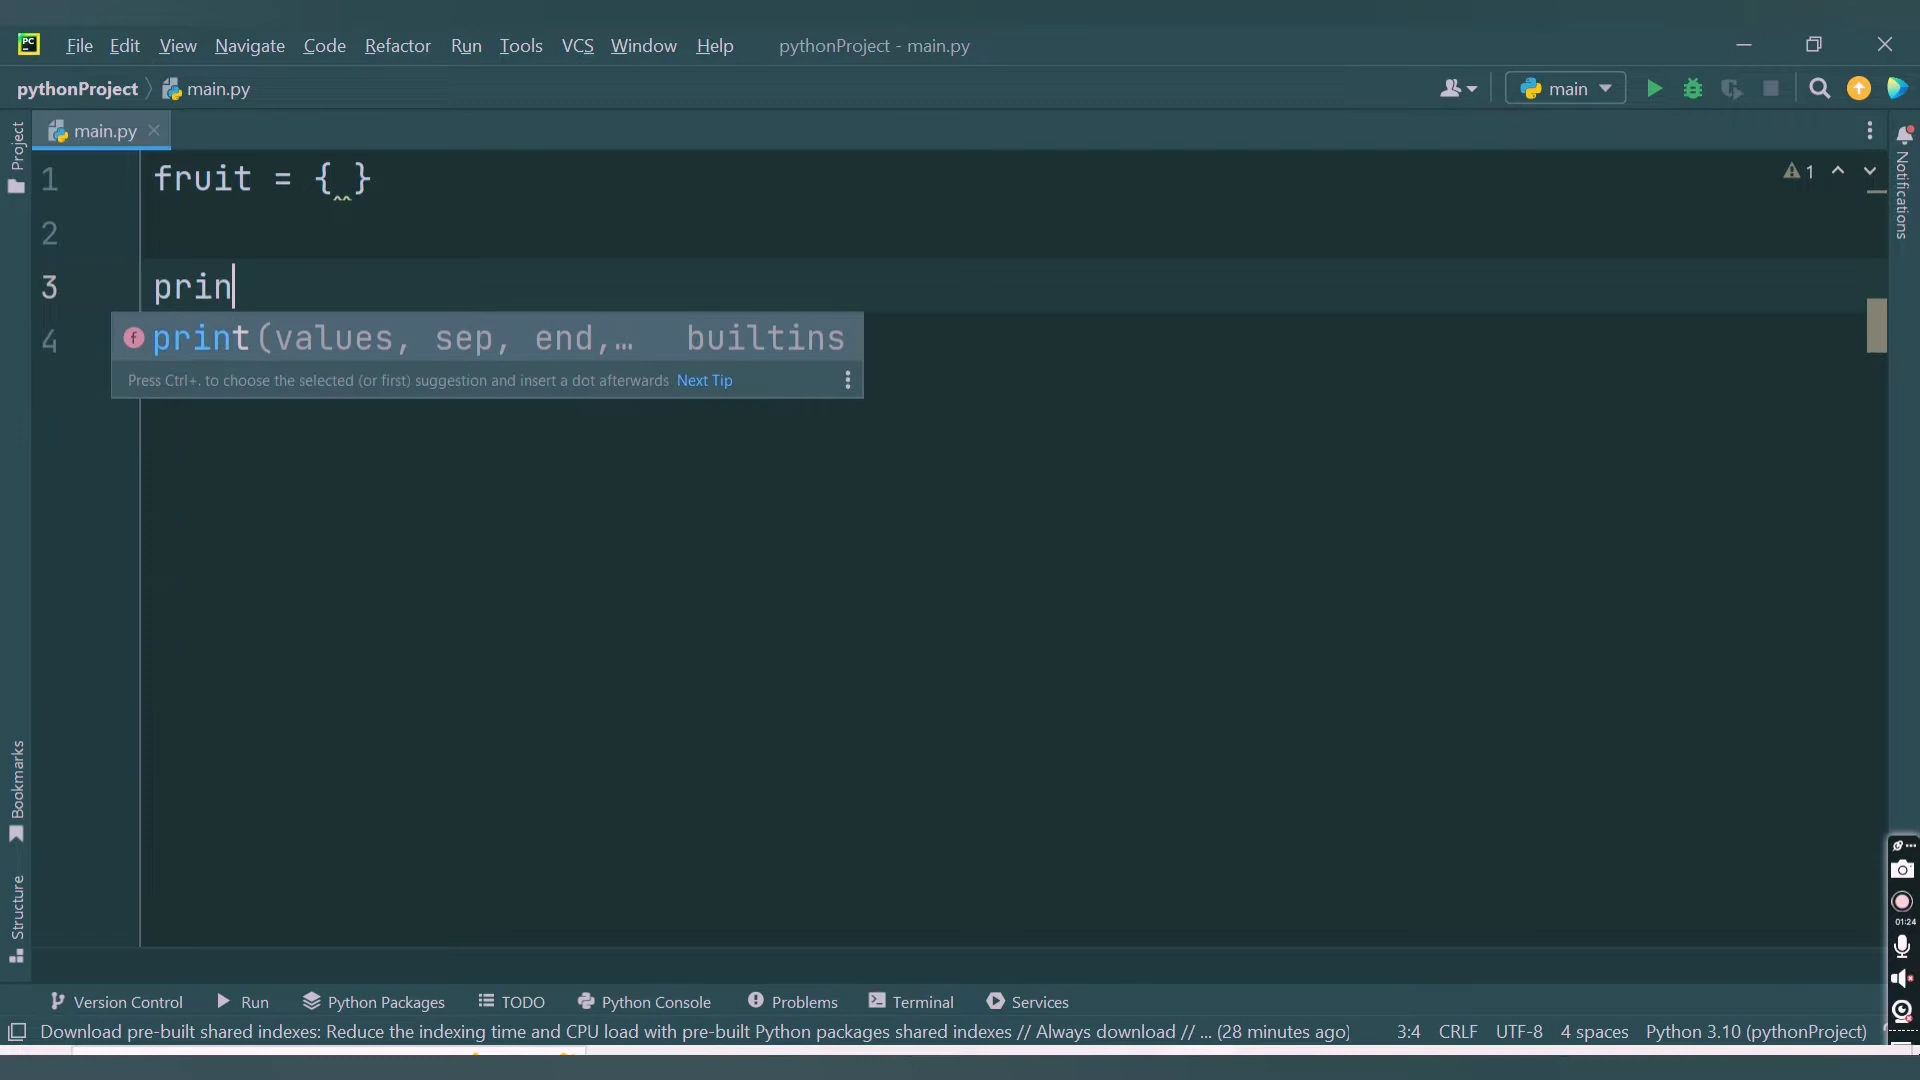 PC File Edit View Navigate Code Refactor Run Tools VCS Window Help pythonProject - main.py
pythonProject main.py main
main.py
Project
Notifications
1 fruit = { }
1
2
3 prin
4
f print(values, sep, end,... builtins
Press Ctrl+. to choose the selected (or first) suggestion and insert a dot afterwards Next Tip
Bookmarks
Structure
01:24
Version Control Run Python Packages TODO Python Console Problems Terminal Services
Download pre-built shared indexes: Reduce the indexing time and CPU load with pre-built Python packages shared indexes // Always download // ... (28 minutes ago) 3:4 CRLF UTF-8 4 spaces Python 3.10 (pythonProject)